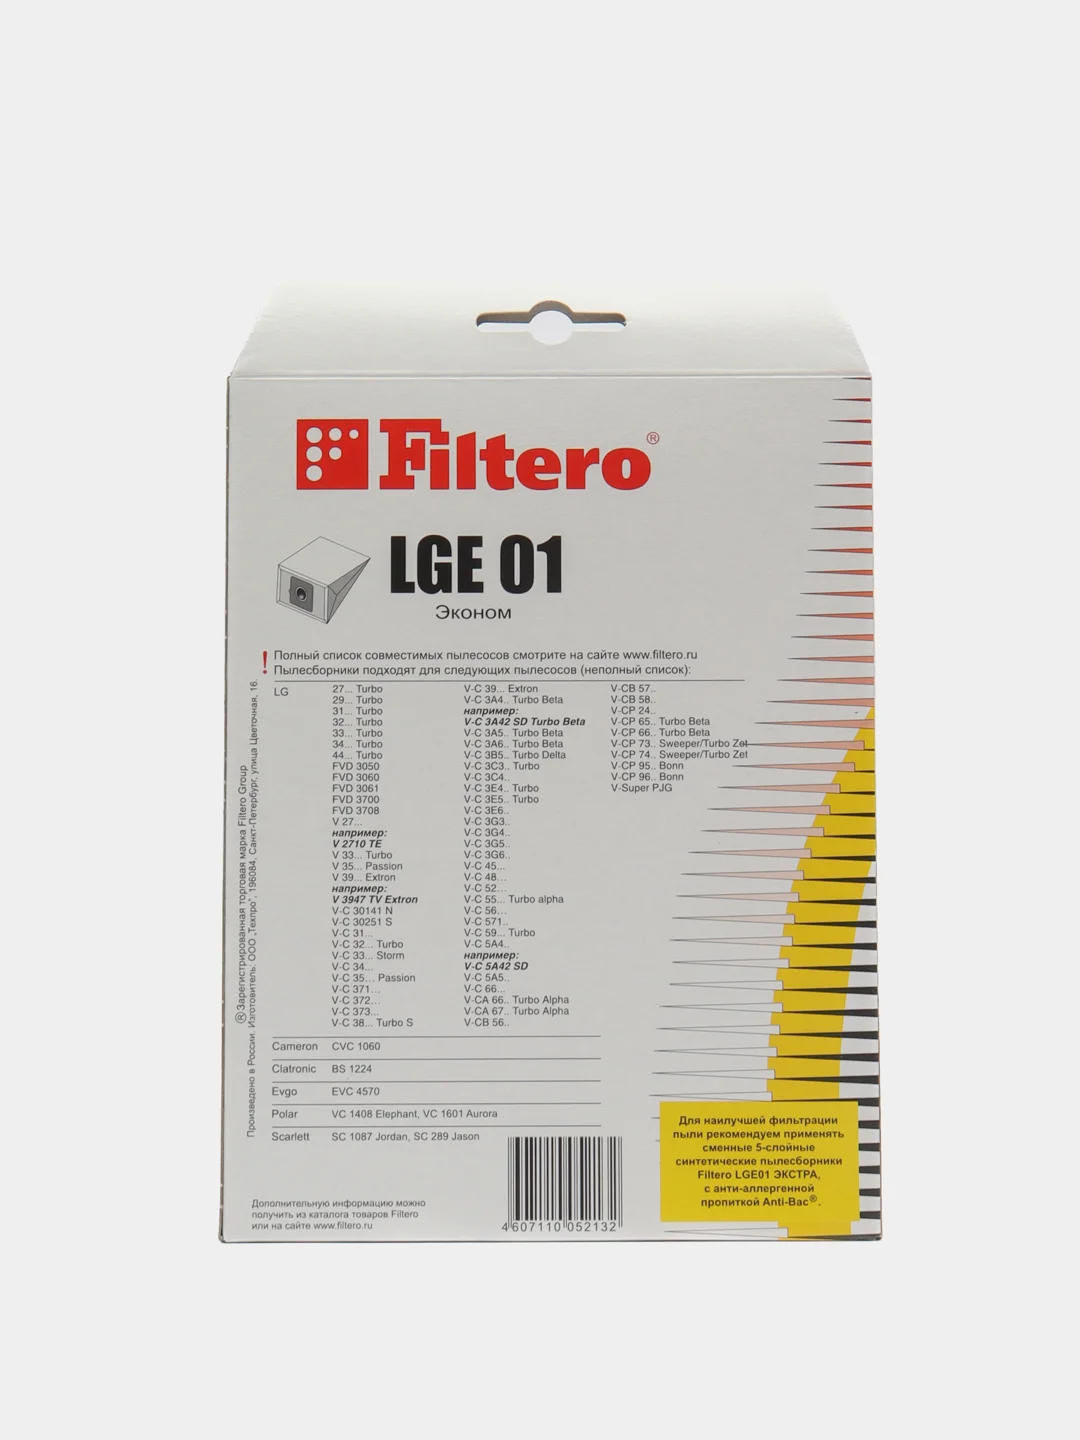 Filtero®
LGE 01
Эконом
! Полный список совместимых пылесосов смотрите на сайте www.filtero.ru
Пылесборники подходят для следующих пылесосов (неполный список):
LG
27... Turbo
29... Turbo
31... Turbo
32... Turbo
33... Turbo
34... Turbo
44... Turbo
FVD 3050
FVD 3060
FVD 3061
FVD 3700
FVD 3708
V 27...
например:
V 2710 TE
V 33... Turbo
V 35... Passion
V 39... Extron
например:
V 3947 TV Extron
V-C 30141 N
V-C 30251 S
V-C 31...
V-C 32... Turbo
V-C 33... Storm
V-C 34...
V-C 35... Passion
V-C 371...
V-C 372...
V-C 373...
V-C 38... Turbo S
V-C 39... Extron
V-C 3A4.. Turbo Beta
например:
V-C 3A42 SD Turbo Beta
V-C 3A5.. Turbo Beta
V-C 3A6.. Turbo Beta
V-C 3B5.. Turbo Delta
V-C 3C3.. Turbo
V-C 3C4..
V-C 3E4.. Turbo
V-C 3E5.. Turbo
V-C 3E6..
V-C 3G3..
V-C 3G4..
V-C 3G5..
V-C 3G6..
V-C 45...
V-C 48...
V-C 52...
V-C 55... Turbo alpha
V-C 56...
V-C 571..
V-C 59... Turbo
V-C 5A4..
например:
V-C 5A42 SD
V-C 5A5..
V-C 66...
V-CA 66.. Turbo Alpha
V-CA 67.. Turbo Alpha
V-CB 56..
V-CB 57..
V-CB 58..
V-CP 24..
V-CP 65.. Turbo Beta
V-CP 66.. Turbo Beta
V-CP 73.. Sweeper/Turbo Zet
V-CP 74.. Sweeper/Turbo Zet
V-CP 95.. Bonn
V-CP 96.. Bonn
V-Super PJG
Cameron CVC 1060
Clatronic BS 1224
Evgo EVC 4570
Polar VC 1408 Elephant, VC 1601 Aurora
Scarlett SC 1087 Jordan, SC 289 Jason
®Зарегистрированная торговая марка Filtero Group
Произведено в России. Изготовитель: ООО „Техпро", 196084, Санкт-Петербург, улица Цветочная, 16.
Дополнительную информацию можно
получить из каталога товаров Filtero
или на сайте www.filtero.ru
4 607110 052132
Для наилучшей фильтрации
пыли рекомендуем применять
сменные 5-слойные
синтетические пылесборники
Filtero LGE01 ЭКСТРА,
с анти-аллергенной
пропиткой Anti-Bac®.